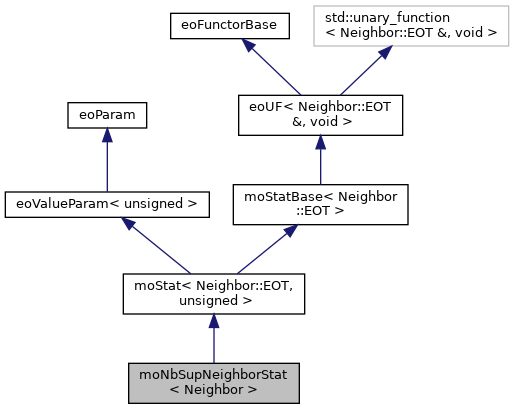 std::unary_function
< Neighbor::EOT &, void >
eoFunctorBase
eoUF< Neighbor::EOT
&, void >
eoParam
eoValueParam< unsigned >
moStatBase< Neighbor
::EOT >
moStat< Neighbor::EOT,
unsigned >
moNbSupNeighborStat
< Neighbor >